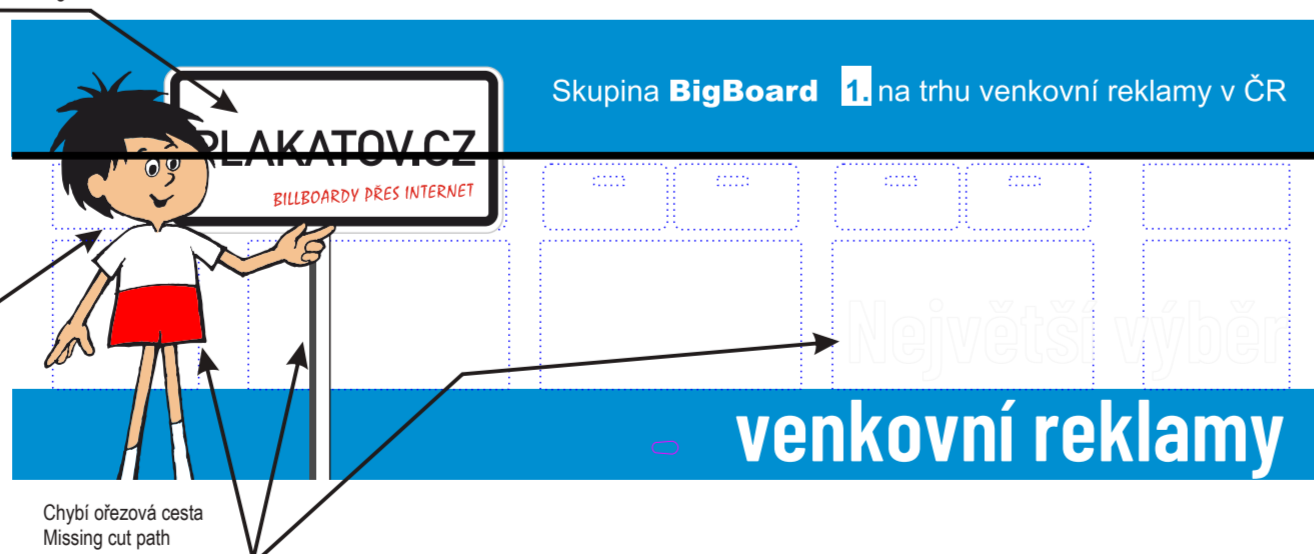 Skupina BigBoard 1. na trhu venkovní reklamy v ČR
PLAKATOV.CZ
BILLBOARDY PŘES INTERNET
Největší výběr
venkovní reklamy
Chybí ořezová cesta
Missing cut path